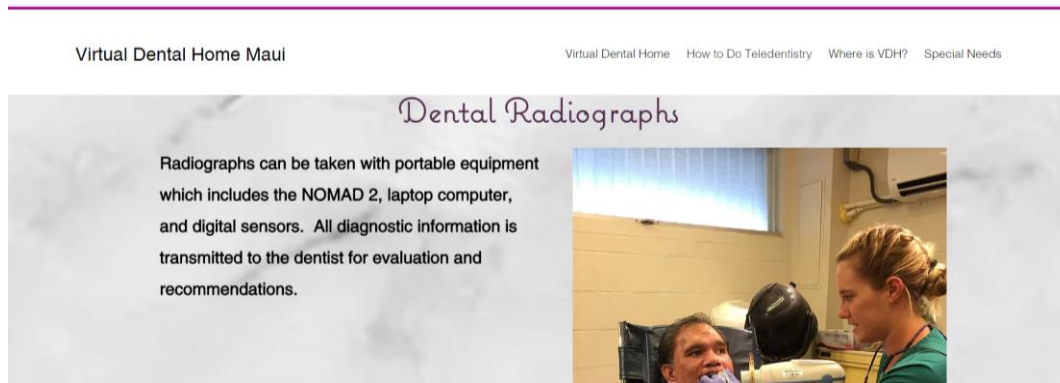 Virtual Dental Home Maui
Virtual Dental Home How to Do Teledentistry Where is VDH? Special Needs
Dental Radiographs
Radiographs can be taken with portable equipment
which includes the NOMAD 2, laptop computer,
and digital sensors. All diagnostic information is
transmitted to the dentist for evaluation and
recommendations.